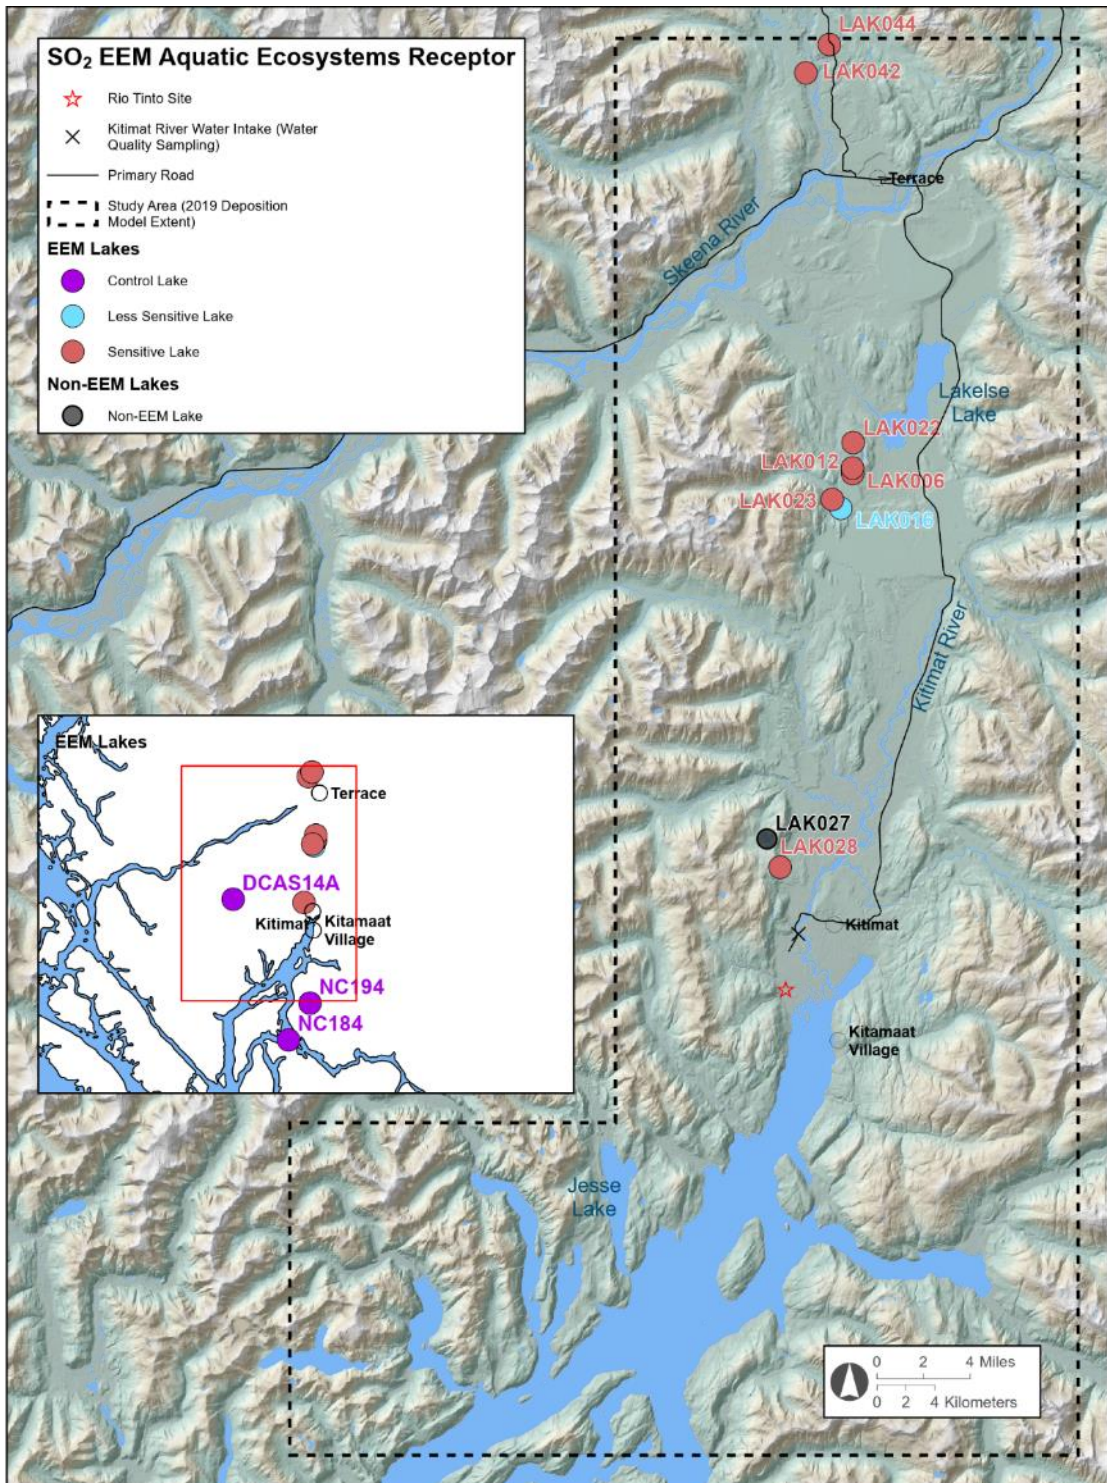 SO₂ EEM Aquatic Ecosystems Receptor
Rio Tinto Site
Kitimat River Water Intake (Water
Quality Sampling)
Primary Road
Study Area (2019 Deposition
Model Extent)
EEM Lakes
Control Lake
Less Sensitive Lake
Sensitive Lake
Non-EEM Lakes
Non-EEM Lake
LAK044
LAK042
Terrace
Skeena River
Lakelse
Lake
LAK022
LAK012
LAK006
LAK023
LAK016
Kitimat River
LAK027
LAK028
Kitimat
Kitamaat
Village
Jesse
Lake
EEM Lakes
Terrace
DCAS14A
Kitimat
Kitamaat
Village
NC194
NC184
0 2 4 Miles
0 2 4 Kilometers